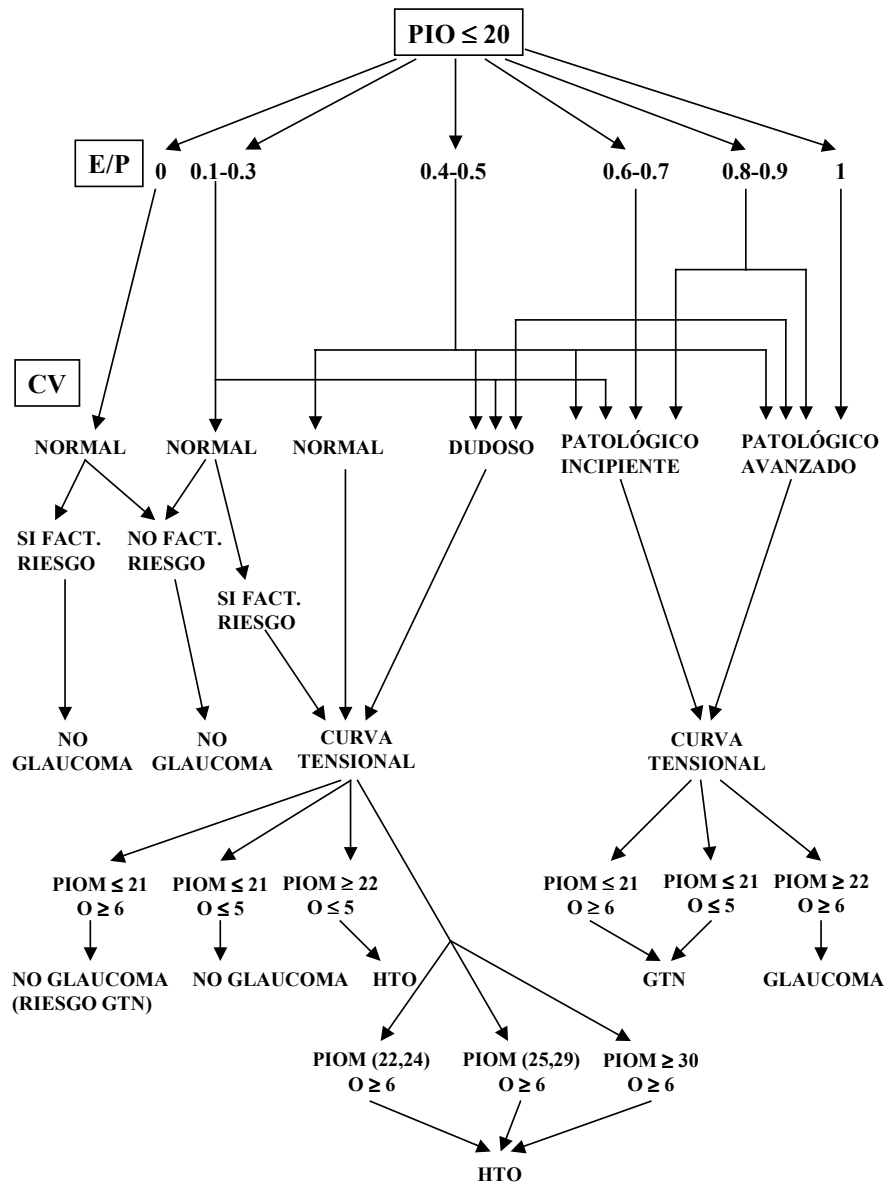 PIO ≤ 20
E/P
0 0.1-0.3 0.4-0.5 0.6-0.7 0.8-0.9 1
CV
NORMAL NORMAL NORMAL DUDOSO PATOLÓGICO PATOLÓGICO
INCIPIENTE AVANZADO
SI FACT. NO FACT.
RIESGO RIESGO
SI FACT.
RIESGO
NO NO CURVA CURVA
GLAUCOMA GLAUCOMA TENSIONAL TENSIONAL
PIOM ≤ 21 PIOM ≤ 21 PIOM ≥ 22 PIOM ≤ 21 PIOM ≤ 21 PIOM ≥ 22
O ≥ 6 O ≤ 5 O ≤ 5 O ≥ 6 O ≤ 5 O ≥ 6
NO GLAUCOMA NO GLAUCOMA HTO GTN GLAUCOMA
(RIESGO GTN)
PIOM (22,24) PIOM (25,29) PIOM ≥ 30
O ≥ 6 O ≥ 6 O ≥ 6
HTO